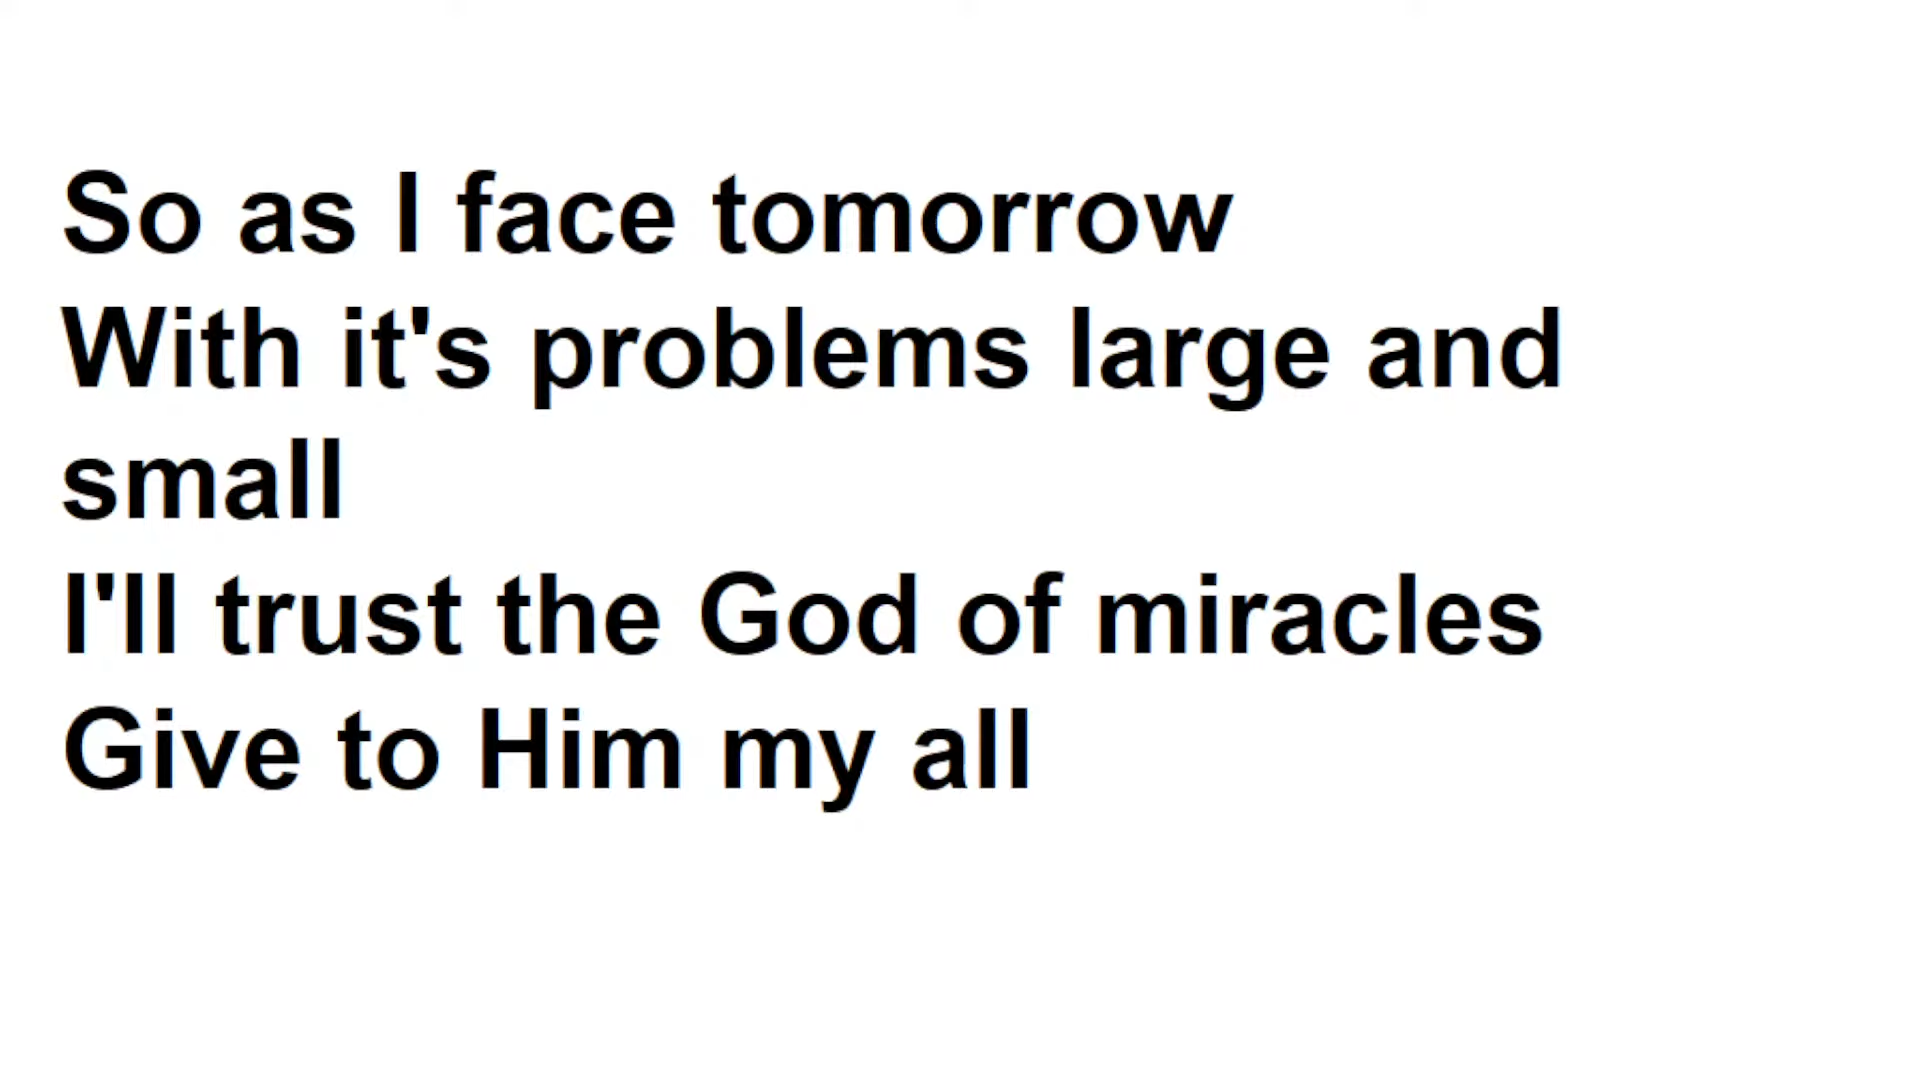 So as I face tomorrow
With it's problems large and
small
I'll trust the God of miracles
Give to Him my all